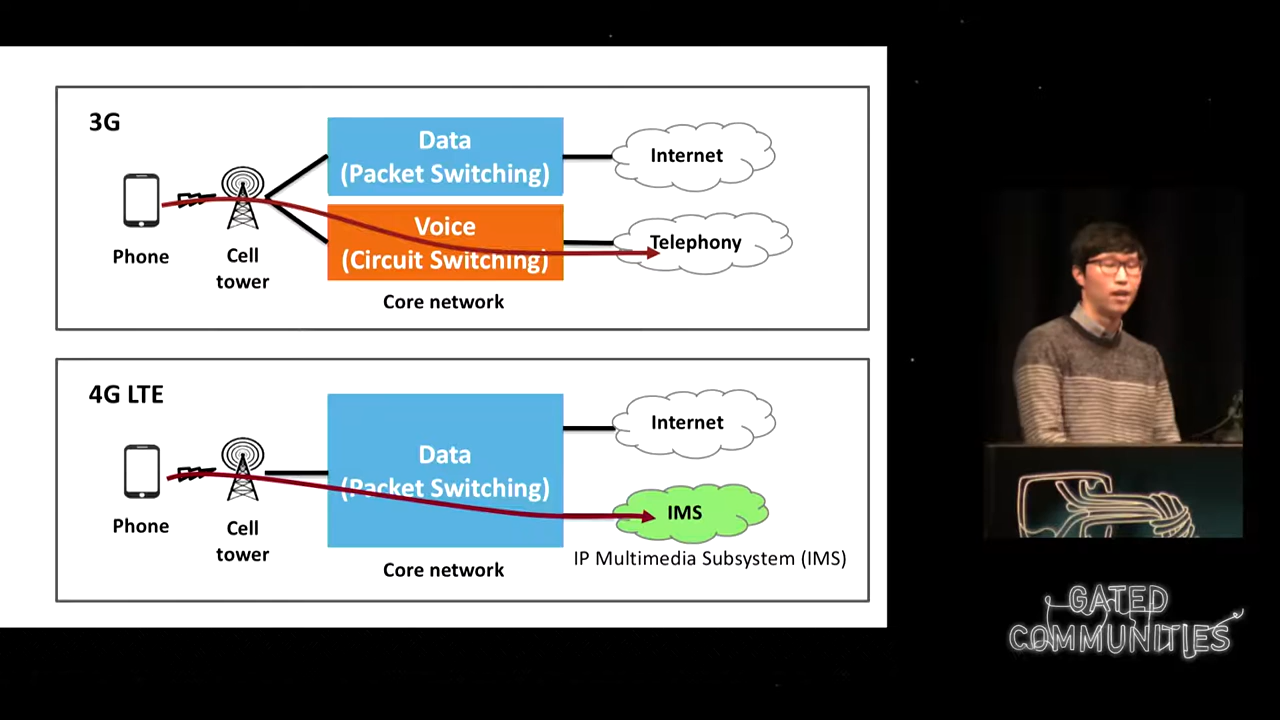 3G
Data
(Packet Switching)
Internet
Voice
(Circuit Switching)
Telephony
Phone
Cell
tower
Core network
4G LTE
Data
(Packet Switching)
Internet
IMS
IP Multimedia Subsystem (IMS)
Phone
Cell
tower
Core network
GATED
COMMUNITIES